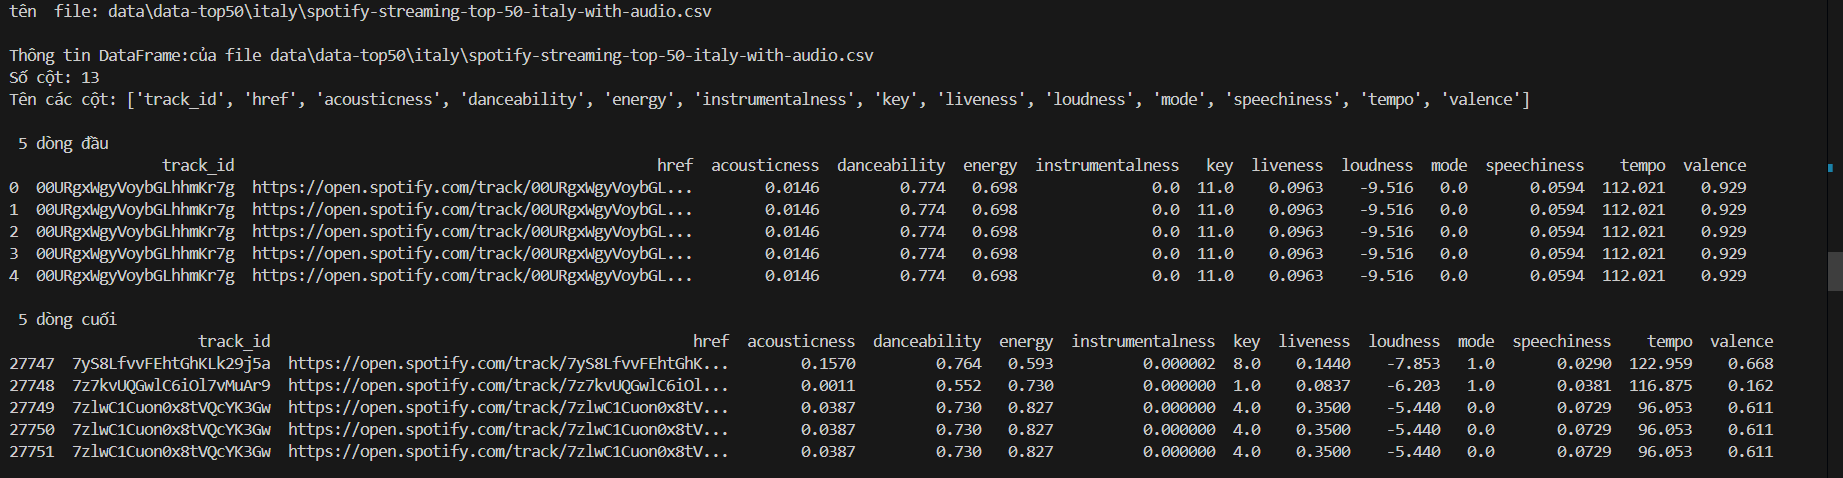 tên  file: data\data-top50\italy\spotify-streaming-top-50-italy-with-audio.csv
Thông tin DataFrame:của file data\data-top50\italy\spotify-streaming-top-50-italy-with-audio.csv
Số cột: 13
Tên các cột: ['track_id', 'href', 'acousticness', 'danceability', 'energy', 'instrumentalness', 'key', 'liveness', 'loudness', 'mode', 'speechiness', 'tempo', 'valence']
5 dòng đầu
track_id href acousticness danceability energy instrumentalness key liveness loudness mode speechiness tempo valence
0 00URgxWgyVoybGLhhmKr7g https://open.spotify.com/track/00URgxWgyVoybGL... 0.0146 0.774 0.698 0.0 11.0 0.0963 -9.516 0.0 0.0594 112.021 0.929
1 00URgxWgyVoybGLhhmKr7g https://open.spotify.com/track/00URgxWgyVoybGL... 0.0146 0.774 0.698 0.0 11.0 0.0963 -9.516 0.0 0.0594 112.021 0.929
2 00URgxWgyVoybGLhhmKr7g https://open.spotify.com/track/00URgxWgyVoybGL... 0.0146 0.774 0.698 0.0 11.0 0.0963 -9.516 0.0 0.0594 112.021 0.929
3 00URgxWgyVoybGLhhmKr7g https://open.spotify.com/track/00URgxWgyVoybGL... 0.0146 0.774 0.698 0.0 11.0 0.0963 -9.516 0.0 0.0594 112.021 0.929
4 00URgxWgyVoybGLhhmKr7g https://open.spotify.com/track/00URgxWgyVoybGL... 0.0146 0.774 0.698 0.0 11.0 0.0963 -9.516 0.0 0.0594 112.021 0.929
5 dòng cuối
track_id href acousticness danceability energy instrumentalness key liveness loudness mode speechiness tempo valence
27747 7yS8LfvvFEhtGhKLk29j5a https://open.spotify.com/track/7yS8LfvvFEhtGhK... 0.1570 0.764 0.593 0.000002 8.0 0.1440 -7.853 1.0 0.0290 122.959 0.668
27748 7z7kvUQGwlC6iOl7vMuAr9 https://open.spotify.com/track/7z7kvUQGwlC6iOl... 0.0011 0.552 0.730 0.000000 1.0 0.0837 -6.203 1.0 0.0381 116.875 0.162
27749 7zlwC1Cuon0x8tVQcYK3Gw https://open.spotify.com/track/7zlwC1Cuon0x8tV... 0.0387 0.730 0.827 0.000000 4.0 0.3500 -5.440 0.0 0.0729 96.053 0.611
27750 7zlwC1Cuon0x8tVQcYK3Gw https://open.spotify.com/track/7zlwC1Cuon0x8tV... 0.0387 0.730 0.827 0.000000 4.0 0.3500 -5.440 0.0 0.0729 96.053 0.611
27751 7zlwC1Cuon0x8tVQcYK3Gw https://open.spotify.com/track/7zlwC1Cuon0x8tV... 0.0387 0.730 0.827 0.000000 4.0 0.3500 -5.440 0.0 0.0729 96.053 0.611